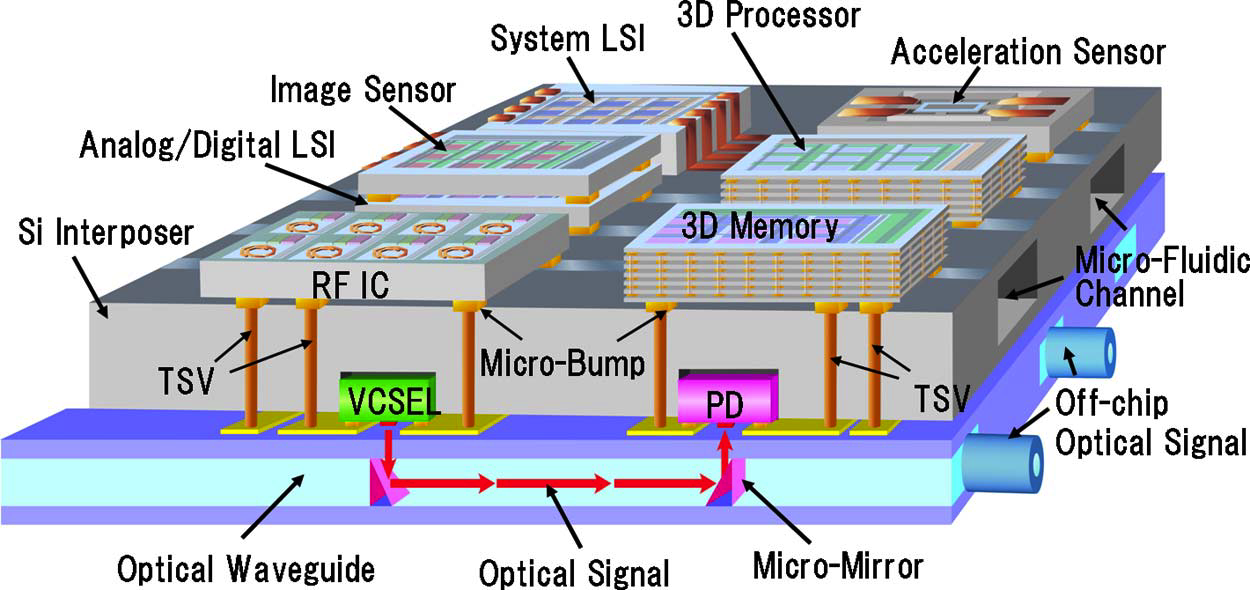 3D Processor
System LSI
Acceleration Sensor
Image Sensor
Analog/Digital LSI
Si Interposer
3D Memory
RF IC
Micro-Fluidic
Channel
Micro-Bump
TSV
TSV
VCSEL
PD
Off-chip
Optical Signal
Optical Waveguide
Optical Signal
Micro-Mirror